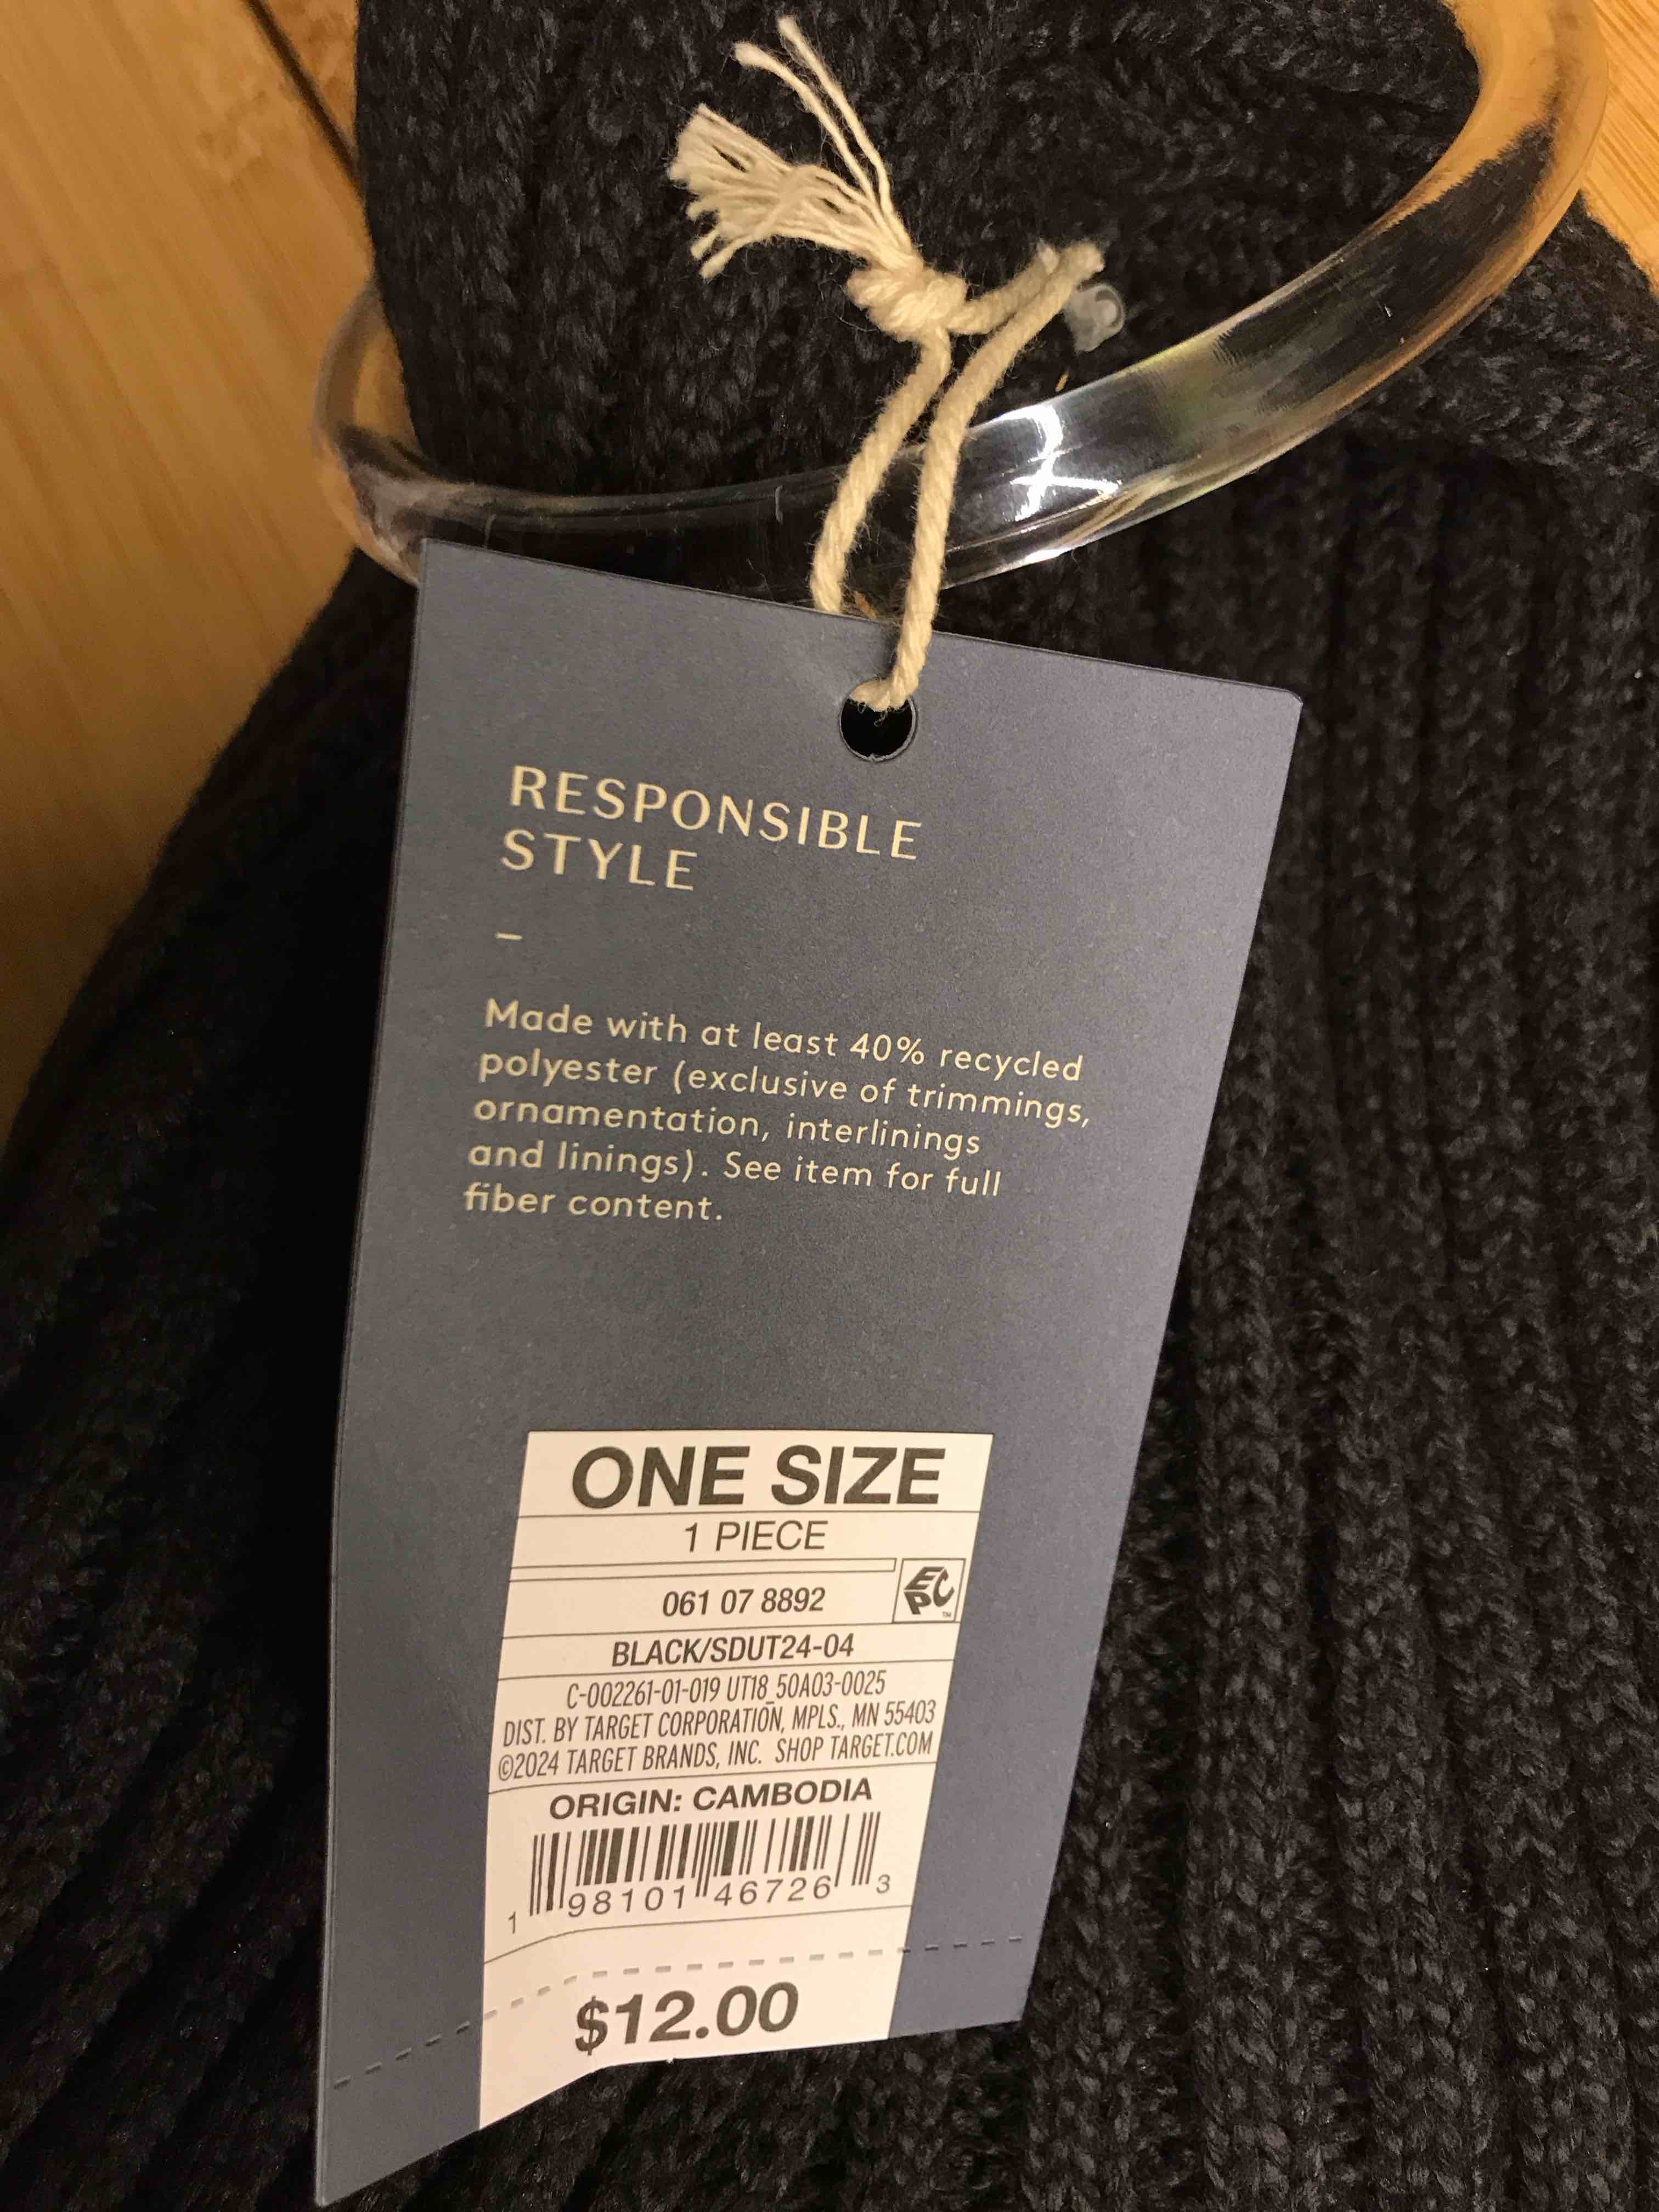 RESPONSIBLE
STYLE
–
Made with at least 40% recycled
polyester (exclusive of trimmings,
ornamentation, interlinings
and linings). See item for full
fiber content.
ONE SIZE
1 PIECE
061 07 8892
EPC™
BLACK/SDUT24-04
C-002261-01-019 UT18_50A03-0025
DIST. BY TARGET CORPORATION, MPLS., MN 55403
©2024 TARGET BRANDS, INC. SHOP TARGET.COM
ORIGIN: CAMBODIA
1 98101 46726 3
$12.00